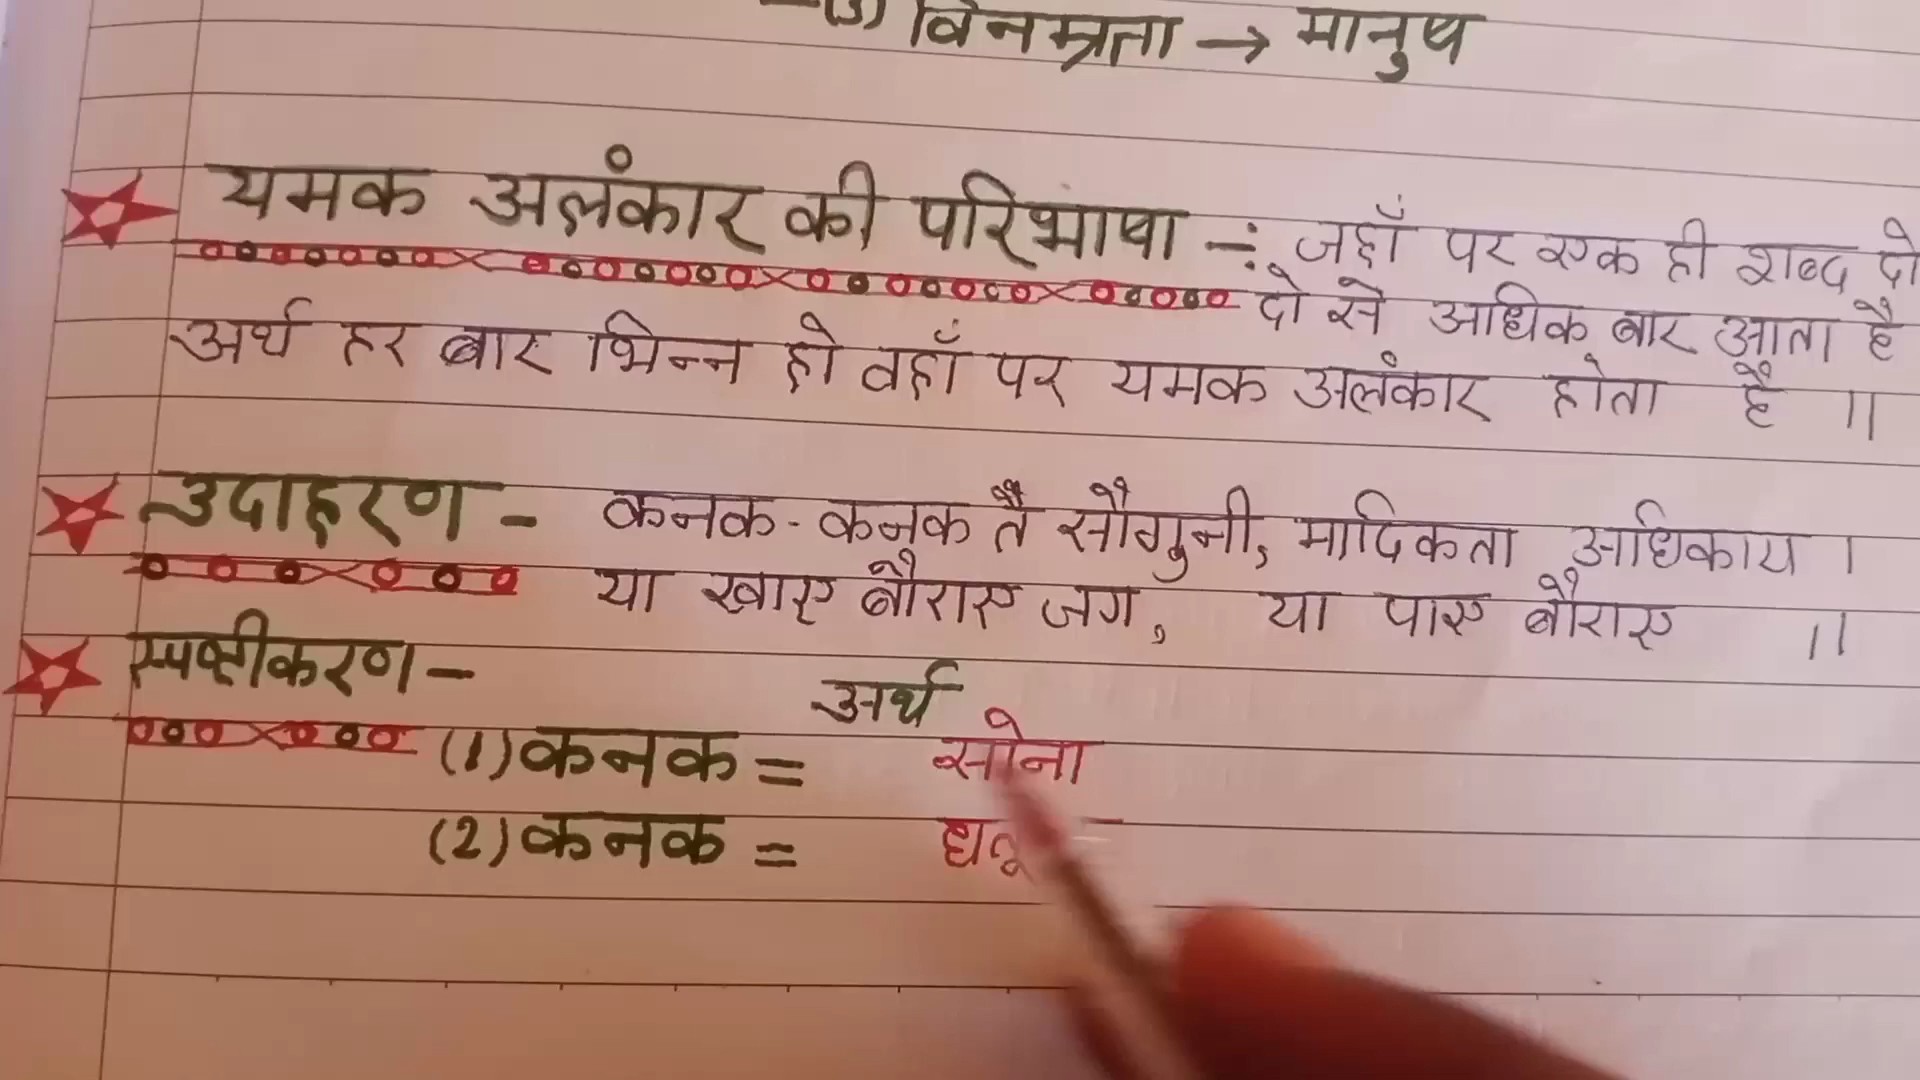 (3) विनम्रता → मानुष
यमक अलंकार की परिभाषा -: जहाँ पर एक ही शब्द दो
दो से अधिक बार आता है
अर्थ हर बार भिन्न हो वहाँ पर यमक अलंकार होता है ॥
उदाहरण - कनक - कनक तै सौगुनी, मादिकता अधिकाय ।
या खाए बौराए जग, या पाए बौराए ॥
स्पष्टीकरण -
अर्थ
(1) कनक = सोना
(2) कनक =